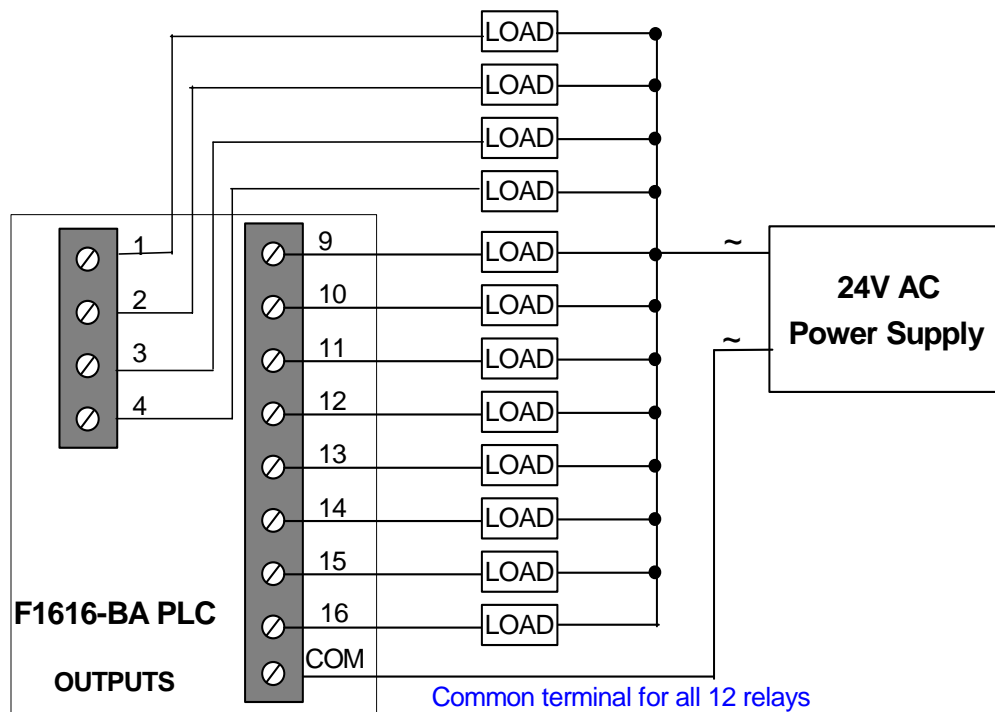 LOAD
LOAD
LOAD
LOAD
1
2
3
4
9 LOAD
10 LOAD
11 LOAD
12 LOAD
13 LOAD
14 LOAD
15 LOAD
16 LOAD
COM
~
~
24V AC
Power Supply
F1616-BA PLC
OUTPUTS
Common terminal for all 12 relays